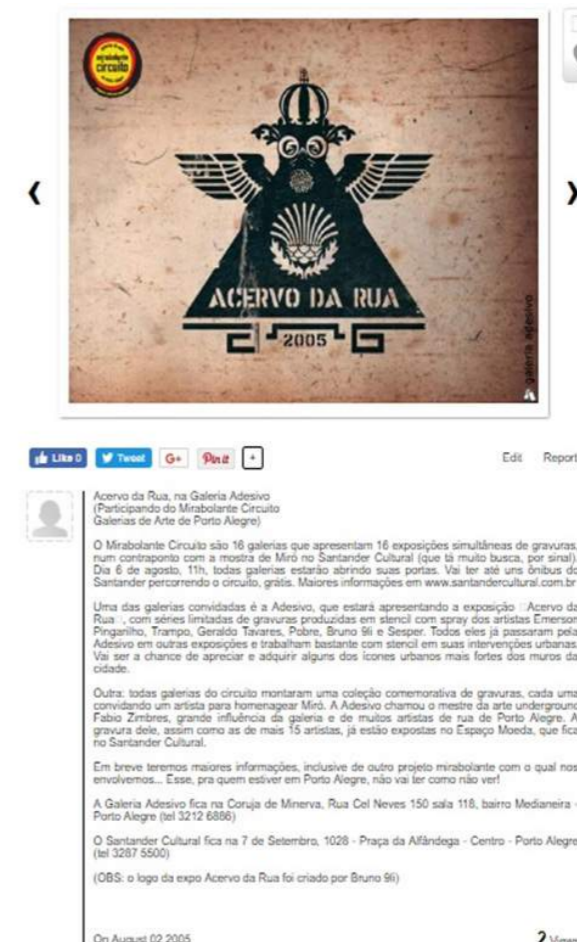 mirabolante
circuito
ACERVO DA RUA
2005
galeria adesivo
Like 0 Tweet G+ Pin it + Edit Report
Acervo da Rua, na Galeria Adesivo
(Participando do Mirabolante Circuito
Galerias de Arte de Porto Alegre)
O Mirabolante Circuito são 16 galerias que apresentam 16 exposições simultâneas de gravuras,
num contraponto com a mostra de Miró no Santander Cultural (que tá muito busca, por sinal).
Dia 6 de agosto, 11h, todas galerias estarão abrindo suas portas. Vai ter até uns ônibus do
Santander percorrendo o circuito, grátis. Maiores informações em www.santandercultural.com.br
Uma das galerias convidadas é a Adesivo, que estará apresentando a exposição Acervo da
Rua , com séries limitadas de gravuras produzidas em stencil com spray dos artistas Emerson
Pingarilho, Trampo, Geraldo Tavares, Pobre, Bruno 9li e Sesper. Todos eles já passaram pela
Adesivo em outras exposições e trabalham bastante com stencil em suas intervenções urbanas.
Vai ser a chance de apreciar e adquirir alguns dos ícones urbanos mais fortes dos muros da
cidade.
Outra: todas galerias do circuito montaram uma coleção comemorativa de gravuras, cada uma
convidando um artista para homenagear Miró. A Adesivo chamou o mestre da arte underground
Fabio Zimbres, grande influência da galeria e de muitos artistas de rua de Porto Alegre. A
gravura dele, assim como as de mais 15 artistas, já estão expostas no Espaço Moeda, que fica
no Santander Cultural.
Em breve teremos maiores informações, inclusive de outro projeto mirabolante com o qual nos
envolvemos... Esse, pra quem estiver em Porto Alegre, não vai ter como não ver!
A Galeria Adesivo fica na Coruja de Minerva, Rua Cel Neves 150 sala 118, bairro Medianeira -
Porto Alegre (tel 3212 6886)
O Santander Cultural fica na 7 de Setembro, 1028 - Praça da Alfândega - Centro - Porto Alegre
(tel 3287 5500)
(OBS: o logo da expo Acervo da Rua foi criado por Bruno 9li)
On August 02 2005 2 Views